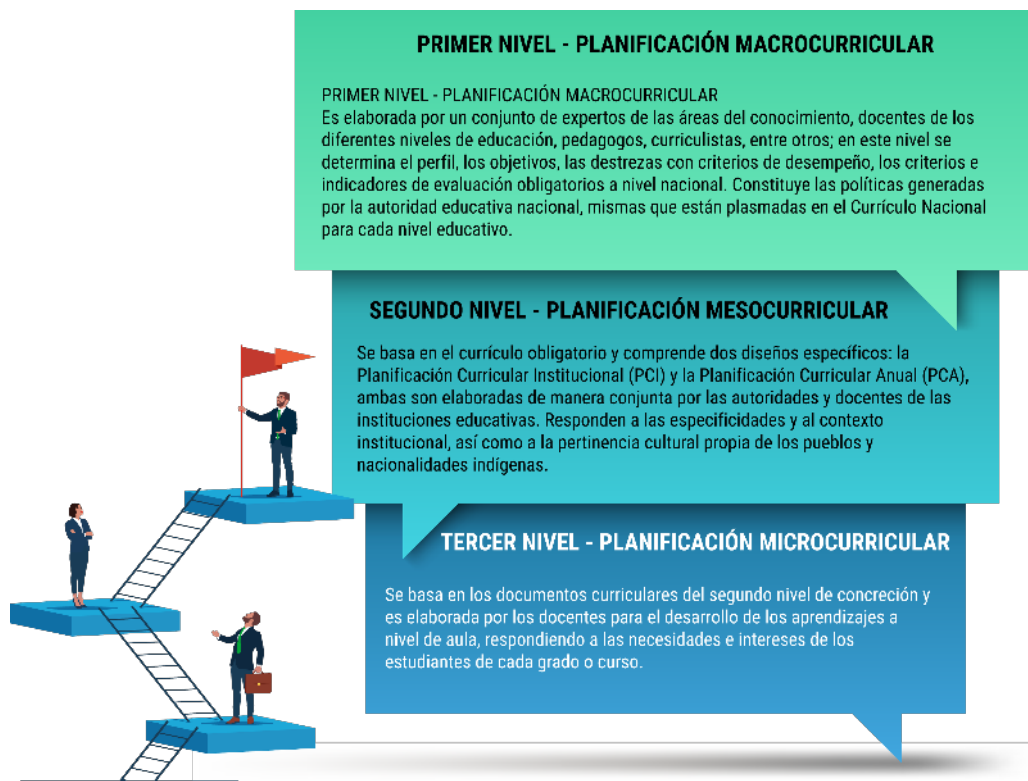 PRIMER NIVEL - PLANIFICACIÓN MACROCURRICULAR
PRIMER NIVEL - PLANIFICACIÓN MACROCURRICULAR
Es elaborada por un conjunto de expertos de las áreas del conocimiento, docentes de los
diferentes niveles de educación, pedagogos, curriculistas, entre otros; en este nivel se
determina el perfil, los objetivos, las destrezas con criterios de desempeño, los criterios e
indicadores de evaluación obligatorios a nivel nacional. Constituye las políticas generadas
por la autoridad educativa nacional, mismas que están plasmadas en el Currículo Nacional
para cada nivel educativo.
SEGUNDO NIVEL - PLANIFICACIÓN MESOCURRICULAR
Se basa en el currículo obligatorio y comprende dos diseños específicos: la
Planificación Curricular Institucional (PCI) y la Planificación Curricular Anual (PCA),
ambas son elaboradas de manera conjunta por las autoridades y docentes de las
instituciones educativas. Responden a las especificidades y al contexto
institucional, así como a la pertinencia cultural propia de los pueblos y
nacionalidades indígenas.
TERCER NIVEL - PLANIFICACIÓN MICROCURRICULAR
Se basa en los documentos curriculares del segundo nivel de concreción y
es elaborada por los docentes para el desarrollo de los aprendizajes a
nivel de aula, respondiendo a las necesidades e intereses de los
estudiantes de cada grado o curso.